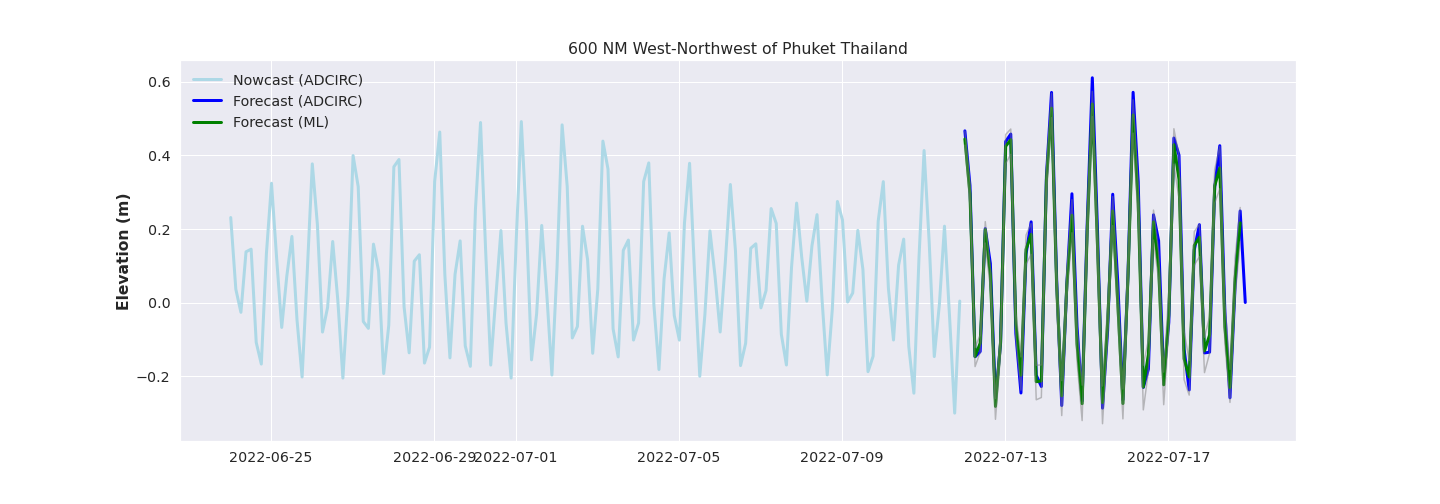 600 NM West-Northwest of Phuket Thailand
Nowcast (ADCIRC)
Forecast (ADCIRC)
Forecast (ML)
Elevation (m)
0.6
0.4
0.2
0.0
−0.2
2022-06-25
2022-06-29
2022-07-01
2022-07-05
2022-07-09
2022-07-13
2022-07-17